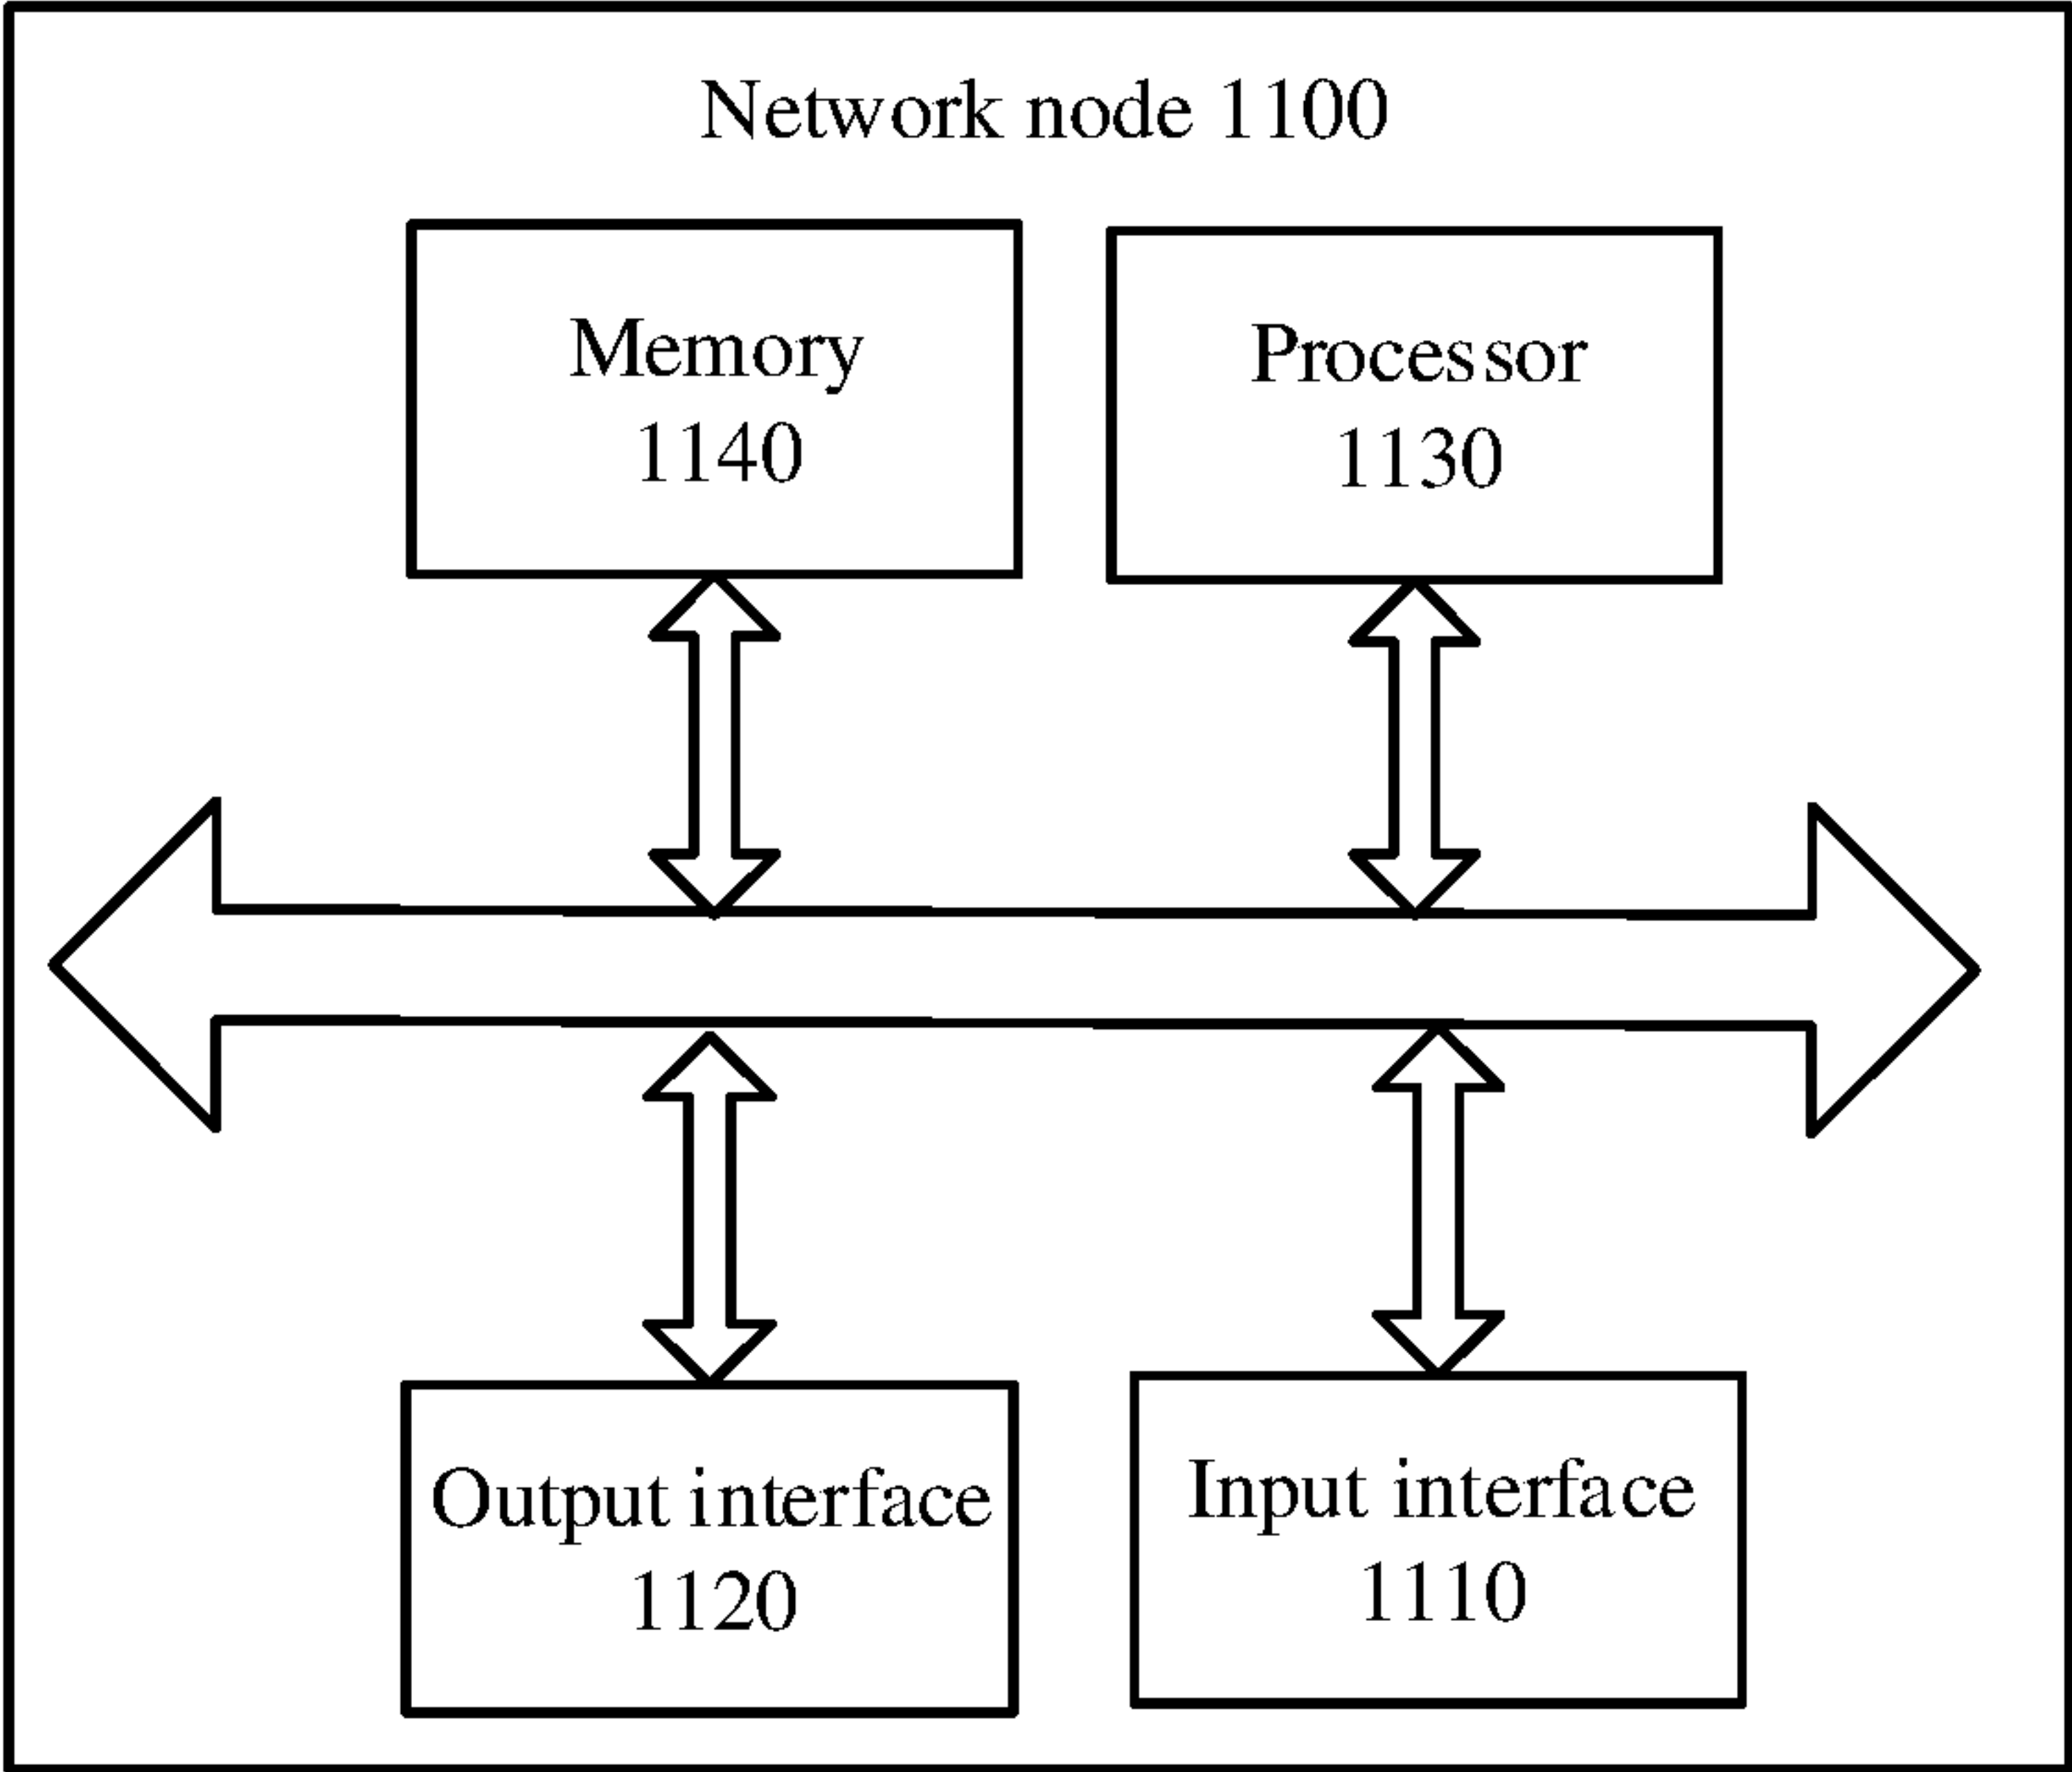 Network node 1100
Memory
1140
Processor
1130
Output interface
1120
Input interface
1110